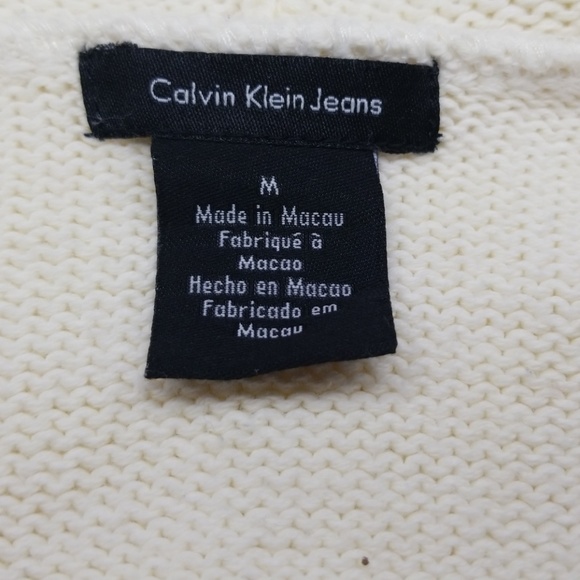 Calvin Klein Jeans
M
Made in Macau
Fabriqué à
Macao
Hecho en Macao
Fabricado em
Macau